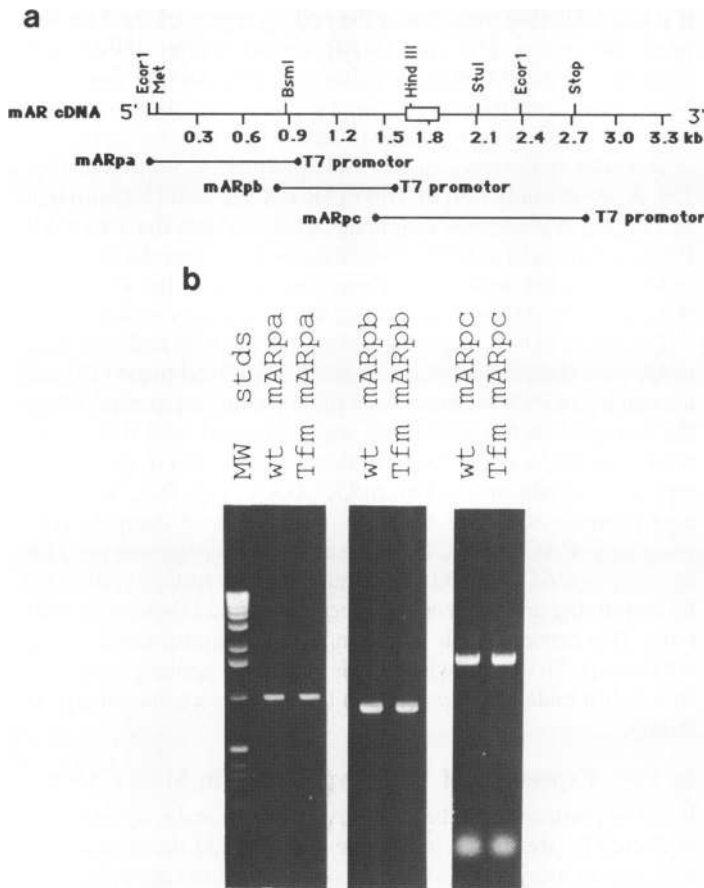 a
Ecor1
Met
BsmI
Hind III
StuI
Ecor1
Stop
mAR cDNA 5' 3'
0.3 0.6 0.9 1.2 1.5 1.8 2.1 2.4 2.7 3.0 3.3 kb
mARpa T7 promotor
mARpb T7 promotor
mARpc T7 promotor
b
MW stds
wt mARpa
Tfm mARpa
wt mARpb
Tfm mARpb
wt mARpc
Tfm mARpc